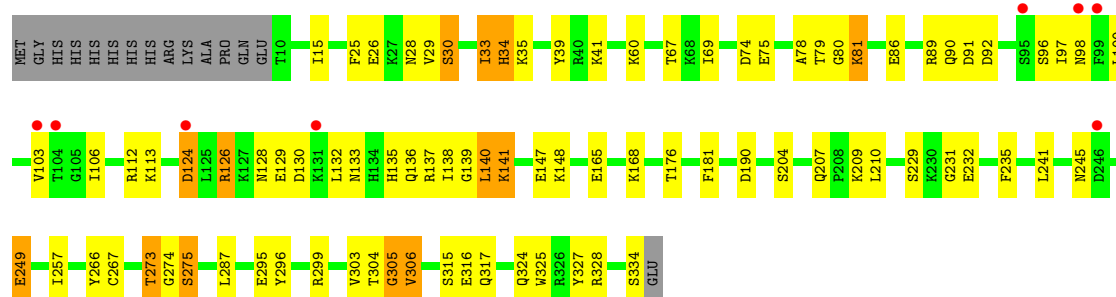 MET GLY HIS HIS HIS HIS HIS HIS ARG LYS ALA PRO GLN GLU T10 I15 F25 E26 K27 N28 V29 S30 I33 H34 K35 Y39 R40 K41 K60 T67 K68 I69 D74 E75 A78 T79 G80 K81 E86 R89 Q90 D91 D92 S95 S96 I97 N98 F99
V103 T104 G105 I106 R112 K113 D124 L125 R126 K127 N128 E129 D130 K131 L132 N133 H134 H135 Q136 R137 I138 G139 L140 K141 E147 K148 E165 K168 T176 F181 D190 S204 Q207 P208 K209 L210 S229 K230 G231 E232 F235 L241 N245 D246
E249 I257 Y266 C267 T273 G274 S275 L287 E295 Y296 R299 V303 T304 G305 V306 S315 E316 Q317 Q324 W325 R326 Y327 R328 S334 GLU